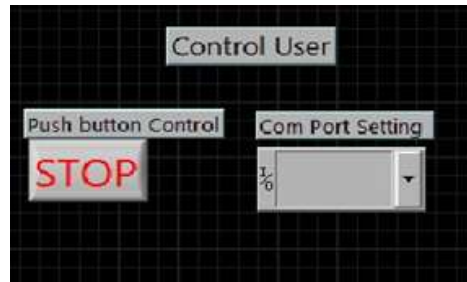 Control User
Push button Control
Com Port Setting
STOP
I/O